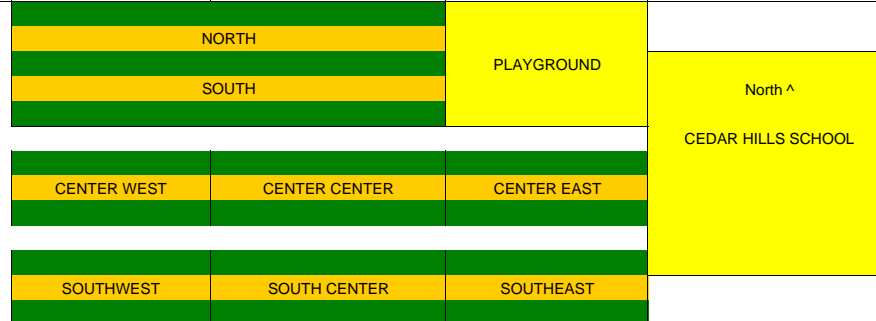 NORTH
PLAYGROUND
SOUTH
North ^
CEDAR HILLS SCHOOL
CENTER WEST
CENTER CENTER
CENTER EAST
SOUTHWEST
SOUTH CENTER
SOUTHEAST